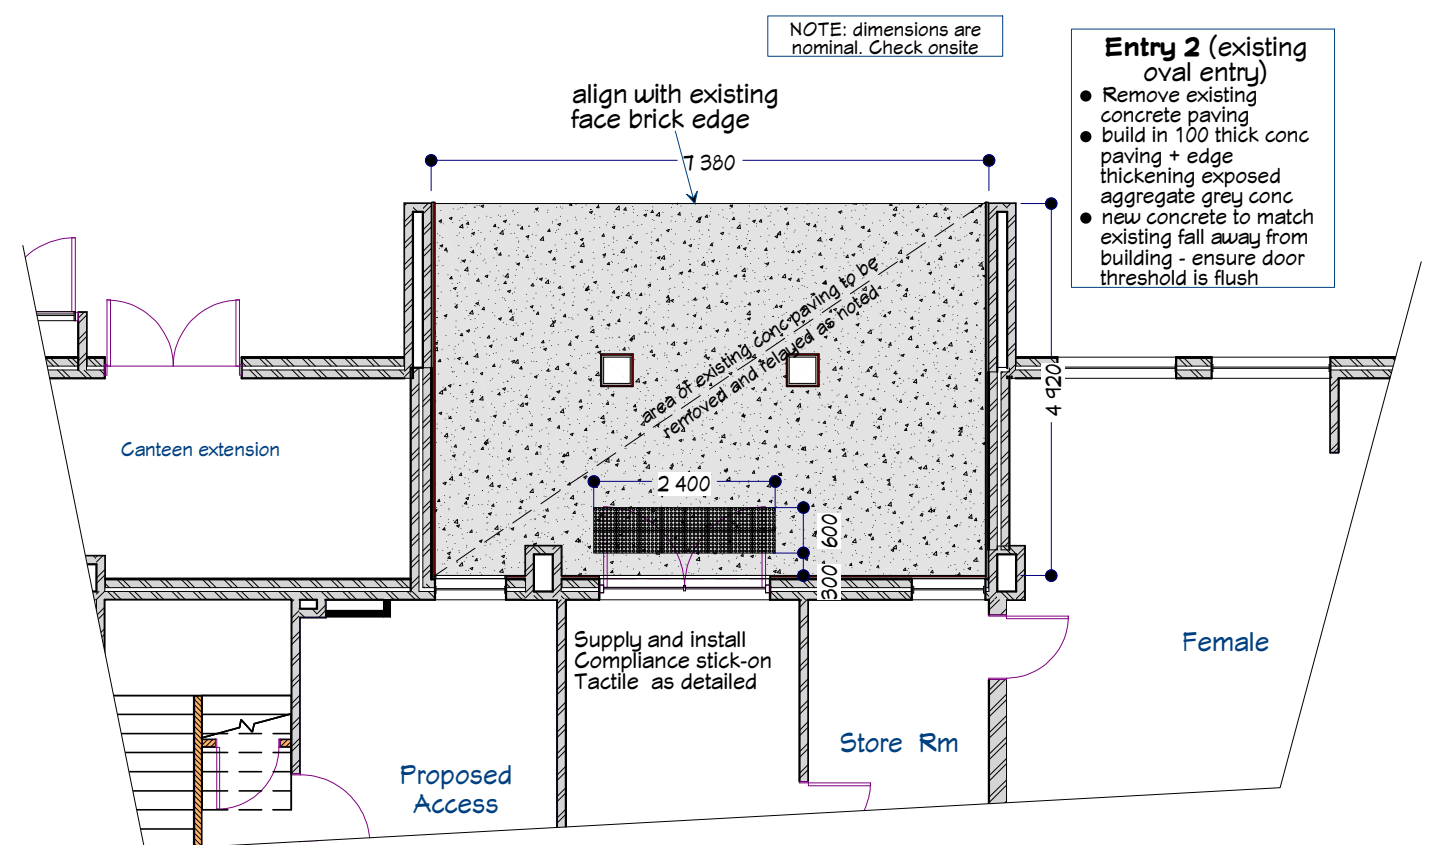 NOTE: dimensions are
nominal. Check onsite
Entry 2 (existing
oval entry)
● Remove existing
concrete paving
● build in 100 thick conc
paving + edge
thickening exposed
aggregate grey conc
● new concrete to match
existing fall away from
building - ensure door
threshold is flush
align with existing
face brick edge
7 380
area of existing conc paving to be
removed and relayed as noted
4 920
Canteen extension
2 400
600
300
Supply and install
Compliance stick-on
Tactile as detailed
Female
Store Rm
Proposed
Access